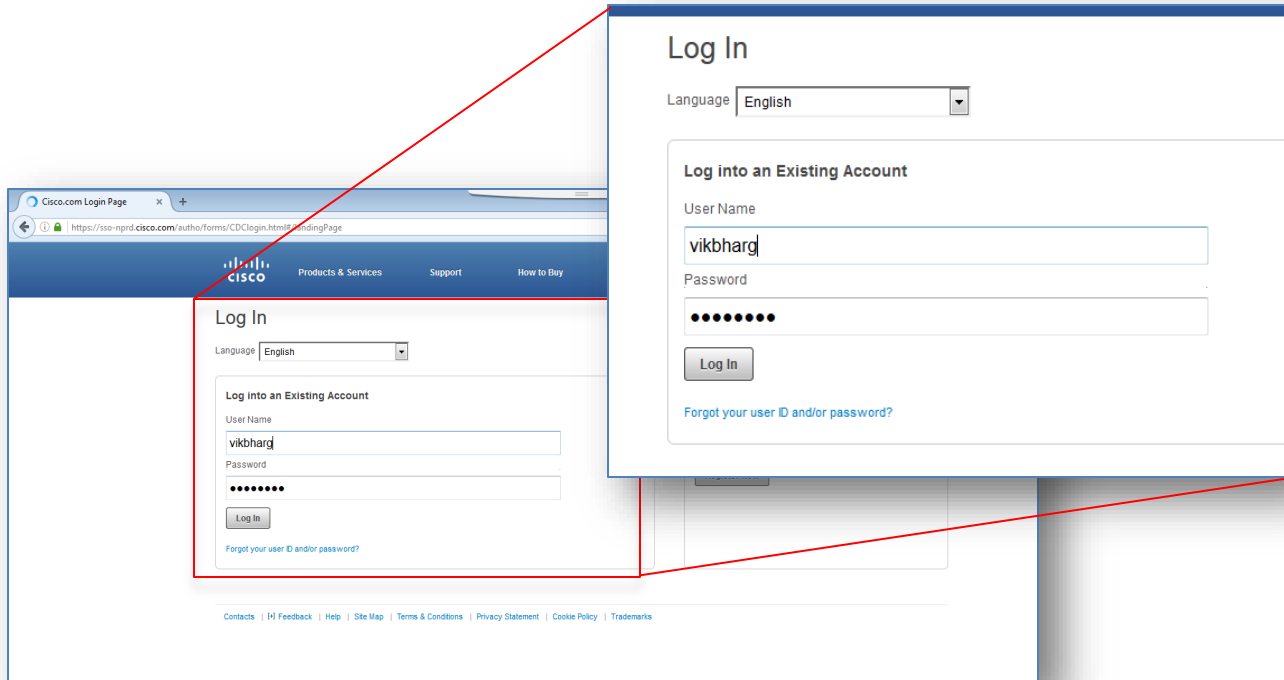 Log In
Language English
Log into an Existing Account
User Name
vikbharg
Password
●●●●●●●●
Log In
Forgot your user ID and/or password?
Cisco.com Login Page × +
https://sso-nprd.cisco.com/autho/forms/CDClogin.html#/landingPage
CISCO Products & Services Support How to Buy
Log In
Language English
Log into an Existing Account
User Name
vikbharg
Password
●●●●●●●●
Log In
Forgot your user ID and/or password?
Contacts | [+] Feedback | Help | Site Map | Terms & Conditions | Privacy Statement | Cookie Policy | Trademarks